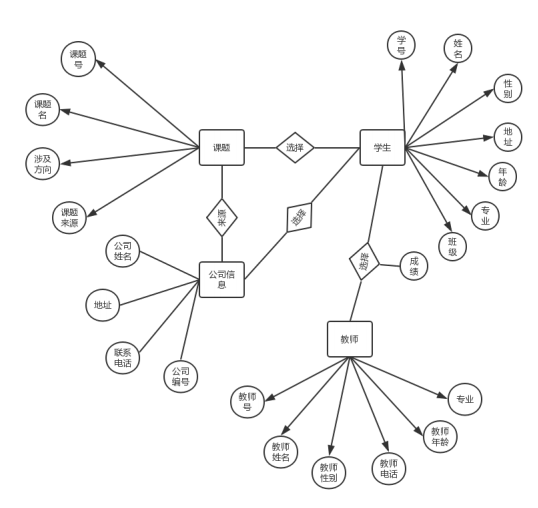 课题
号
课题
名
涉及
方向
课题
来源
课题
选择
学生
学
号
姓
名
性
别
地
址
年
龄
专
业
班
级
来源
选择
选择
成
绩
公司信
息
公司
姓名
地址
联系
电话
公司
编号
教师
教师
号
教师
姓名
教师
性别
教师
电话
教师
年龄
专业